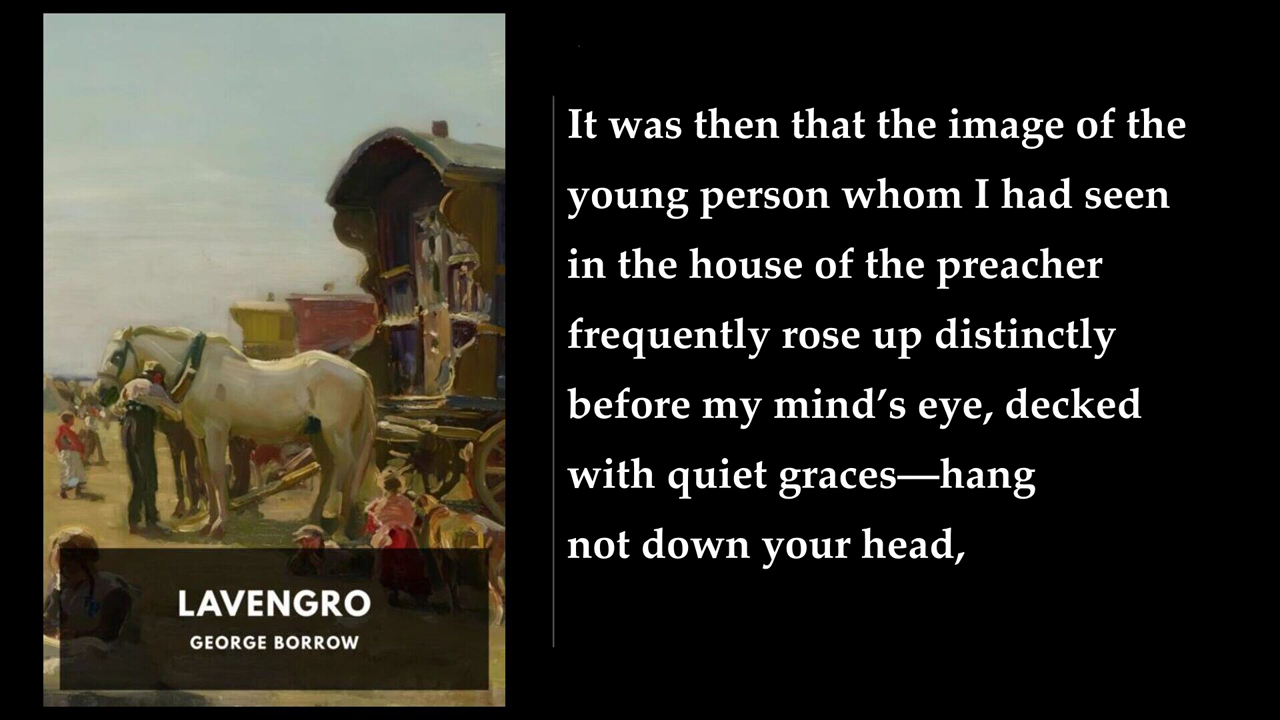 LAVENGRO
GEORGE BORROW
It was then that the image of the
young person whom I had seen
in the house of the preacher
frequently rose up distinctly
before my mind’s eye, decked
with quiet graces—hang
not down your head,